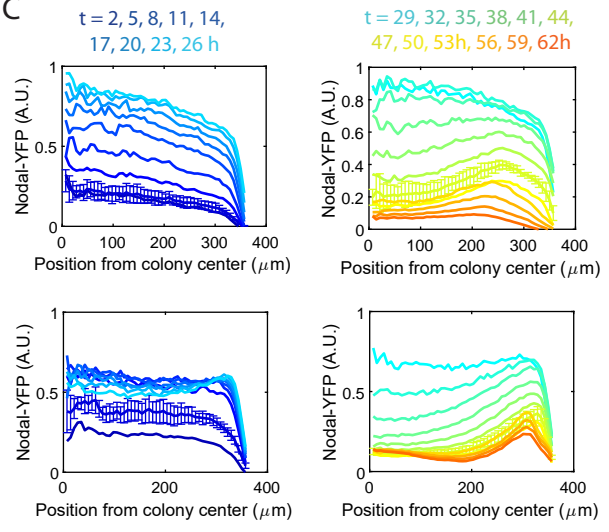 C
t = 2, 5, 8, 11, 14,
17, 20, 23, 26 h
t = 29, 32, 35, 38, 41, 44,
47, 50, 53h, 56, 59, 62h
Nodal-YFP (A.U.)
1
0.5
0
0 100 200 300 400
Position from colony center (μm)
Nodal-YFP (A.U.)
1
0.8
0.6
0.4
0.2
0
0 100 200 300 400
Position from colony center (μm)
Nodal-YFP (A.U.)
1
0.5
0
0 200 400
Position from colony center (μm)
Nodal-YFP (A.U.)
1
0.5
0
0 200 400
Position from colony center (μm)